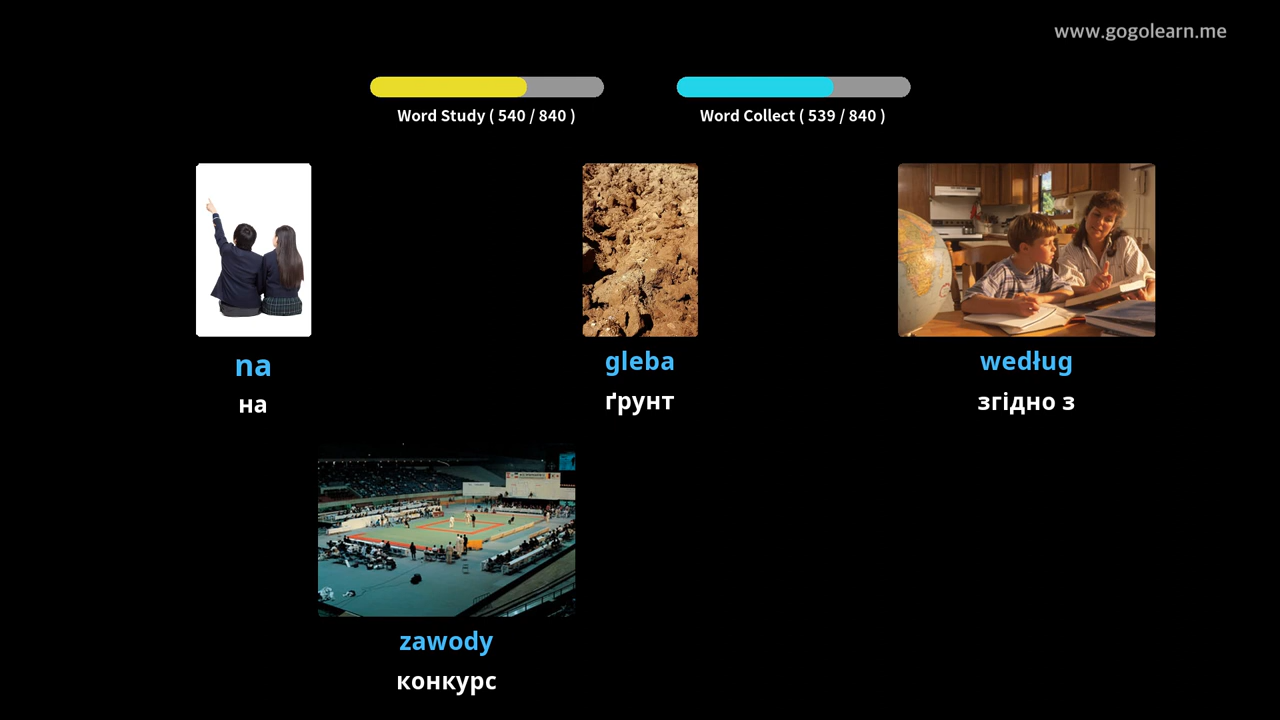 www.gogolearn.me
Word Study ( 540 / 840 )
Word Collect ( 539 / 840 )
na
на
gleba
ґрунт
według
згідно з
zawody
конкурс